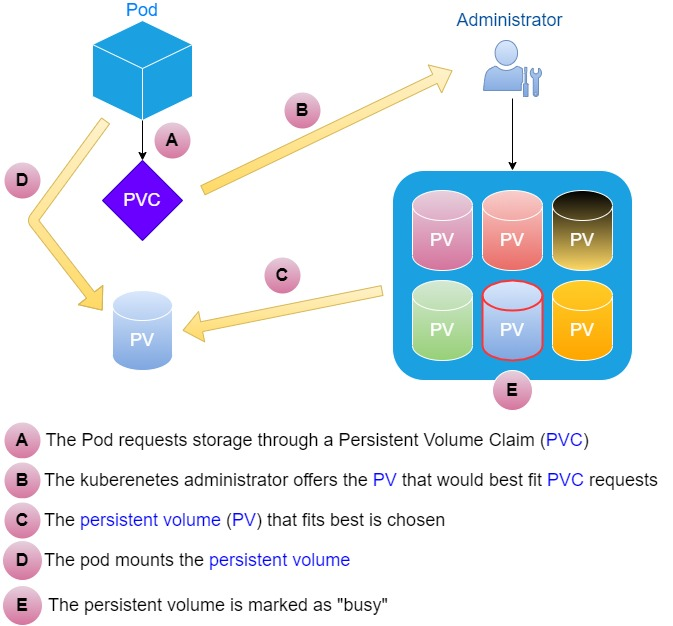 Pod
Administrator
A
B
D
PVC
C
PV
PV
PV
PV
PV
PV
PV
E
A The Pod requests storage through a Persistent Volume Claim (PVC)
B The kuberenetes administrator offers the PV that would best fit PVC requests
C The persistent volume (PV) that fits best is chosen
D The pod mounts the persistent volume
E The persistent volume is marked as "busy"